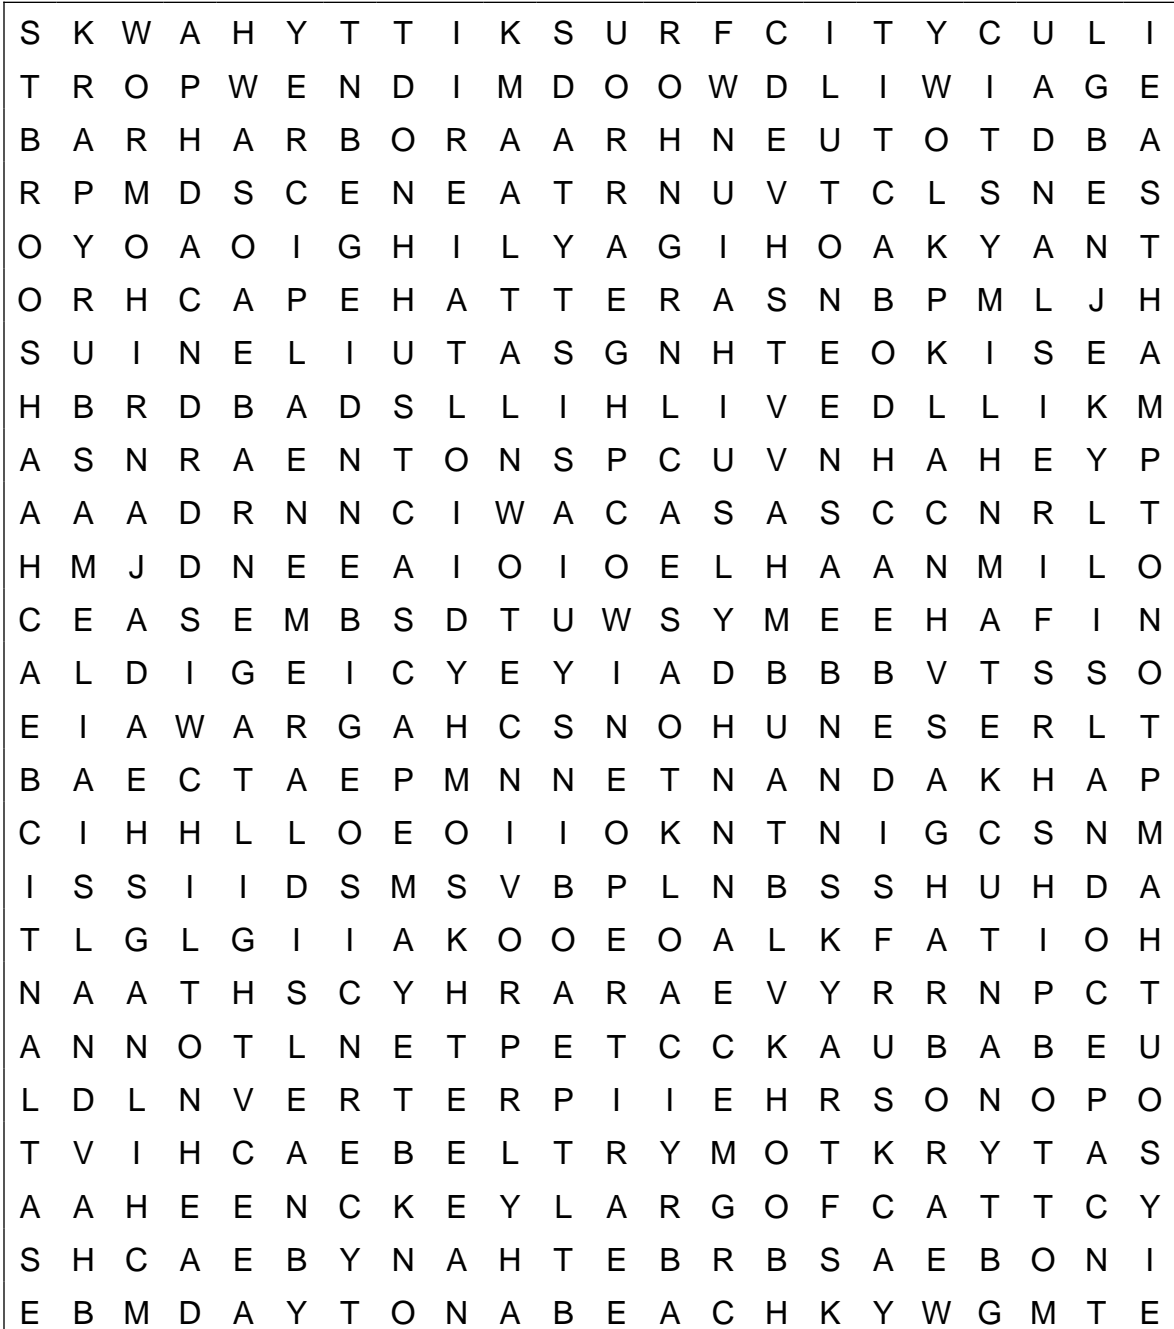 S K W A H Y T T I K S U R F C I T Y C U L I
T R O P W E N D I M D O O W D L I W I A G E
B A R H A R B O R A A R H N E U T O T D B A
R P M D S C E N E A T R N U V T C L S N E S
O Y O A O I G H I L Y A G I H O A K Y A N T
O R H C A P E H A T T E R A S N B P M L J H
S U I N E L I U T A S G N H T E O K I S E A
H B R D B A D S L L I H L I V E D L L I K M
A S N R A E N T O N S P C U V N H A H E Y P
A A A D R N N C I W A C A S A S C C N R L T
H M J D N E E A I O I O E L H A A N M I L O
C E A S E M B S D T U W S Y M E E H A F I N
A L D I G E I C Y E Y I A D B B B V T S S O
E I A W A R G A H C S N O H U N E S E R L T
B A E C T A E P M N N E T N A N D A K H A P
C I H H L L O E O I I O K N T N I G C S N M
I S S I I D S M S V B P L N B S S H U H D A
T L G L G I I A K O O E O A L K F A T I O H
N A A T H S C Y H R A R A E V Y R R N P C T
A N N O T L N E T P E T C C K A U B A B E U
L D L N V E R T E R P I I E H R S O N O P O
T V I H C A E B E L T R Y M O T K R Y T A S
A A H E E N C K E Y L A R G O F C A T T C Y
S H C A E B Y N A H T E B R B S A E B O N I
E B M D A Y T O N A B E A C H K Y W G M T E